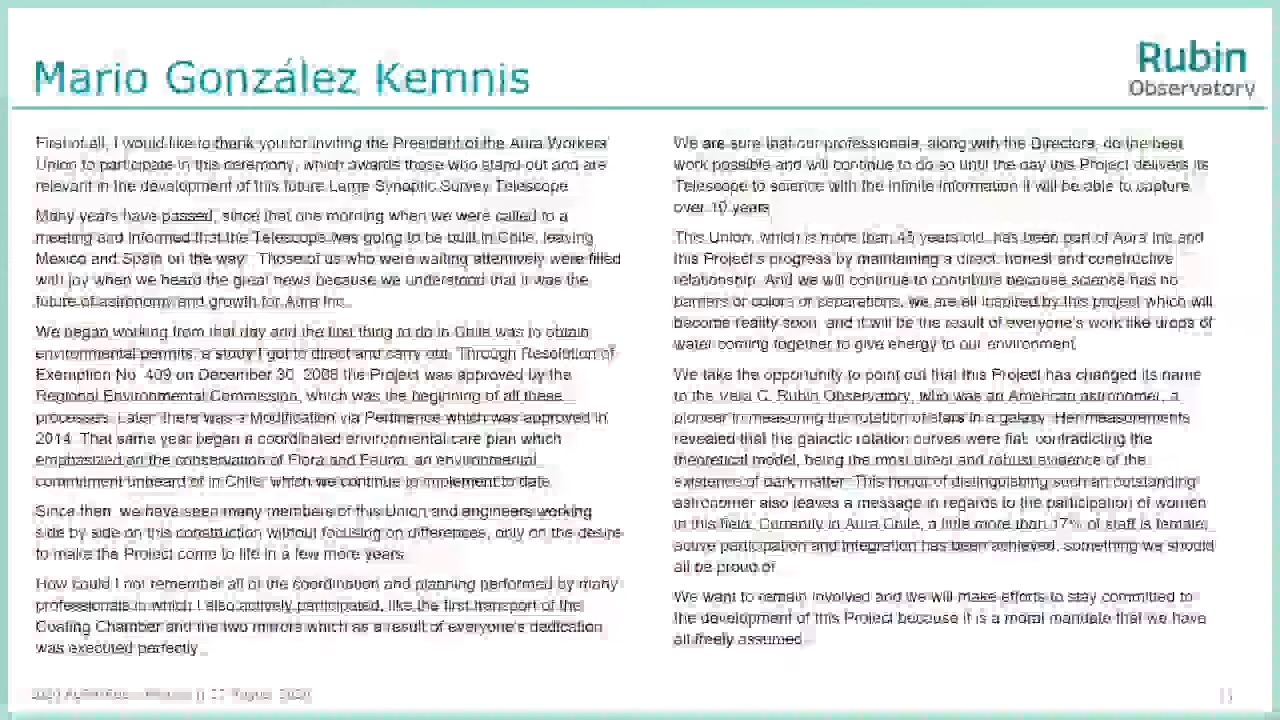 Mario González Kemnis
Rubin
Observatory
First of all, I would like to thank you for inviting the President of the Aura Workers'
Union to participate in this ceremony, which awards those who stand out and are
relevant in the development of this future Large Synoptic Survey Telescope.
Many years have passed, since that one morning when we were called to a
meeting and informed that the Telescope was going to be built in Chile, leaving
Mexico and Spain on the way. Those of us who were waiting attentively were filled
with joy when we heard the great news because we understood that it was the
future of astronomy and growth for Aura Inc.
We began working from that day and the first thing to do in Chile was to obtain
environmental permits, a study I got to direct and carry out. Through Resolution of
Exemption No. 409 on December 30, 2008 the Project was approved by the
Regional Environmental Commission, which was the beginning of all these
processes. Later there was a Modification via Pertinence which was approved in
2014. That same year began a coordinated environmental care plan which
emphasized on the conservation of Flora and Fauna, an environmental
commitment unheard of in Chile, which we continue to implement to date.
Since then, we have seen many members of this Union and engineers working
side by side on this construction without focusing on differences, only on the desire
to make the Project come to life in a few more years.
How could I not remember all of the coordination and planning performed by many
professionals in which I also actively participated, like the first transport of the
Coating Chamber and the two mirrors which as a result of everyone's dedication
was executed perfectly.
We are sure that our professionals, along with the Directors, do the best
work possible and will continue to do so until the day this Project delivers its
Telescope to science with the infinite information it will be able to capture
over 10 years.
This Union, which is more than 45 years old, has been part of Aura Inc and
this Project's progress by maintaining a direct, honest and constructive
relationship. And we will continue to contribute because science has no
barriers or colors or separations, we are all inspired by this project which will
become reality soon, and it will be the result of everyone's work like drops of
water coming together to give energy to our environment.
We take the opportunity to point out that this Project has changed its name
to the Vera C. Rubin Observatory, who was an American astronomer, a
pioneer in measuring the rotation of stars in a galaxy. Her measurements
revealed that the galactic rotation curves were flat, contradicting the
theoretical model, being the most direct and robust evidence of the
existence of dark matter. This honor of distinguishing such an outstanding
astronomer also leaves a message in regards to the participation of women
in this field. Currently in Aura Chile, a little more than 17% of staff is female,
active participation and integration has been achieved, something we should
all be proud of.
We want to remain involved and we will make efforts to stay committed to
the development of this Project because it is a moral mandate that we have
all freely assumed.